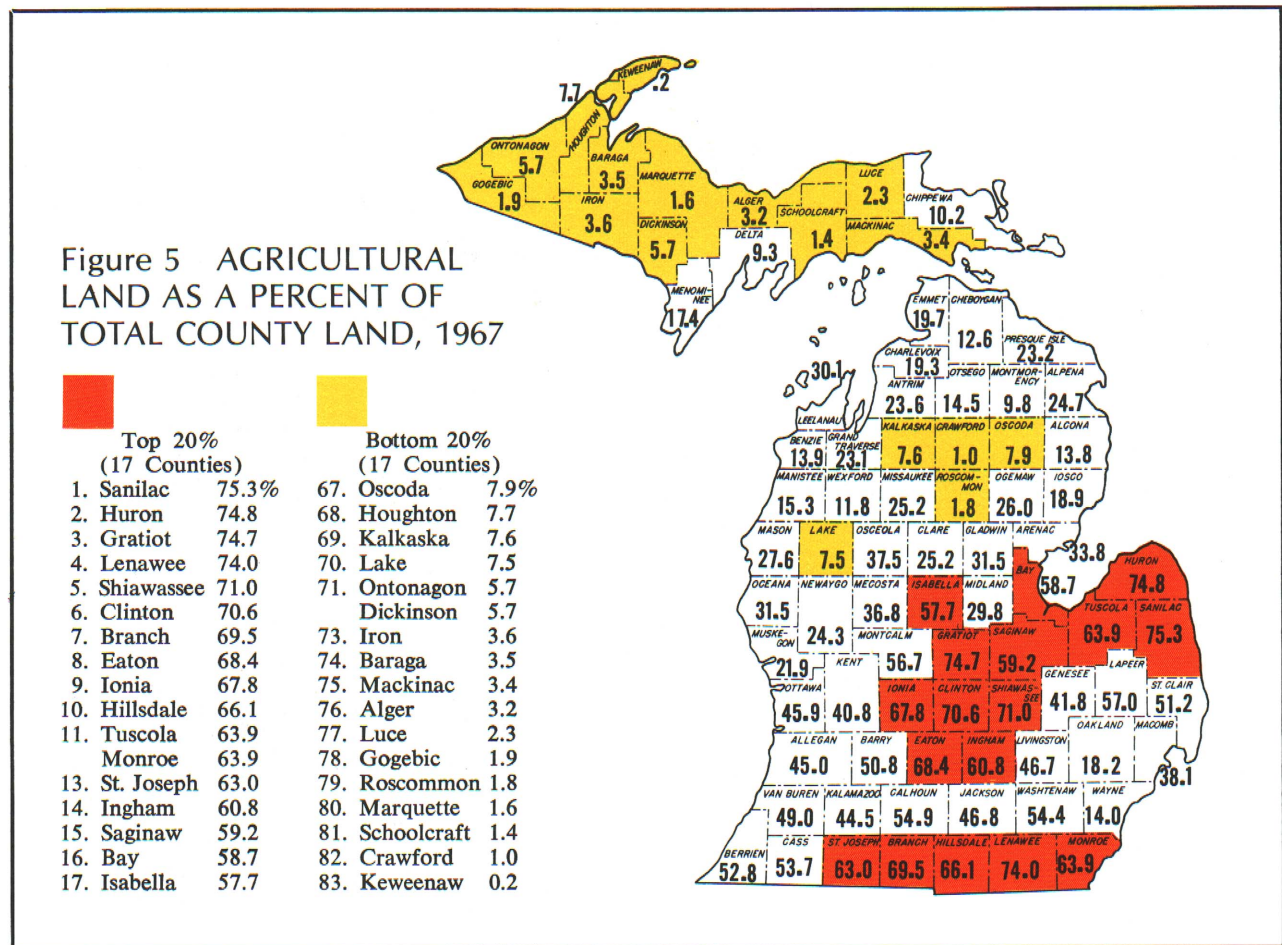 Figure 5 AGRICULTURAL
LAND AS A PERCENT OF
TOTAL COUNTY LAND, 1967
Top 20%
(17 Counties)
1. Sanilac 75.3%
2. Huron 74.8
3. Gratiot 74.7
4. Lenawee 74.0
5. Shiawassee 71.0
6. Clinton 70.6
7. Branch 69.5
8. Eaton 68.4
9. Ionia 67.8
10. Hillsdale 66.1
11. Tuscola 63.9
Monroe 63.9
13. St. Joseph 63.0
14. Ingham 60.8
15. Saginaw 59.2
16. Bay 58.7
17. Isabella 57.7
Bottom 20%
(17 Counties)
67. Oscoda 7.9%
68. Houghton 7.7
69. Kalkaska 7.6
70. Lake 7.5
71. Ontonagon 5.7
Dickinson 5.7
73. Iron 3.6
74. Baraga 3.5
75. Mackinac 3.4
76. Alger 3.2
77. Luce 2.3
78. Gogebic 1.9
79. Roscommon 1.8
80. Marquette 1.6
81. Schoolcraft 1.4
82. Crawford 1.0
83. Keweenaw 0.2
KEWEENAW
.2
7.7
HOUGHTON
ONTONAGON
5.7
BARAGA
3.5
GOGEBIC
1.9
MARQUETTE
1.6
IRON
3.6
DICKINSON
5.7
ALGER
3.2
SCHOOLCRAFT
1.4
LUCE
2.3
CHIPPEWA
10.2
MACKINAC
3.4
DELTA
9.3
MENOMI-
NEE
17.4
EMMET
19.7
CHEBOYGAN
12.6
PRESQUE ISLE
23.2
CHARLEVOIX
19.3
30.1
LEELANAU
ANTRIM
23.6
OTSEGO
14.5
MONTMOR-
ENCY
9.8
ALPENA
24.7
BENZIE
13.9
GRAND
TRAVERSE
23.1
KALKASKA
7.6
CRAWFORD
1.0
OSCODA
7.9
ALCONA
13.8
MANISTEE
15.3
WEXFORD
11.8
MISSAUKEE
25.2
ROSCOM-
MON
1.8
OGEMAW
26.0
IOSCO
18.9
MASON
27.6
LAKE
7.5
OSCEOLA
37.5
CLARE
25.2
GLADWIN
31.5
ARENAC
33.8
OCEANA
31.5
NEWAYGO
24.3
MECOSTA
36.8
ISABELLA
57.7
MIDLAND
29.8
BAY
58.7
HURON
74.8
MUSKE-
GON
21.9
MONTCALM
56.7
GRATIOT
74.7
SAGINAW
59.2
TUSCOLA
63.9
SANILAC
75.3
OTTAWA
45.9
KENT
40.8
IONIA
67.8
CLINTON
70.6
SHIAWAS-
SEE
71.0
GENESEE
41.8
LAPEER
57.0
ST. CLAIR
51.2
ALLEGAN
45.0
BARRY
50.8
EATON
68.4
INGHAM
60.8
LIVINGSTON
46.7
OAKLAND
18.2
MACOMB
38.1
VAN BUREN
49.0
KALAMAZOO
44.5
CALHOUN
54.9
JACKSON
46.8
WASHTENAW
54.4
WAYNE
14.0
BERRIEN
52.8
CASS
53.7
ST. JOSEPH
63.0
BRANCH
69.5
HILLSDALE
66.1
LENAWEE
74.0
MONROE
63.9